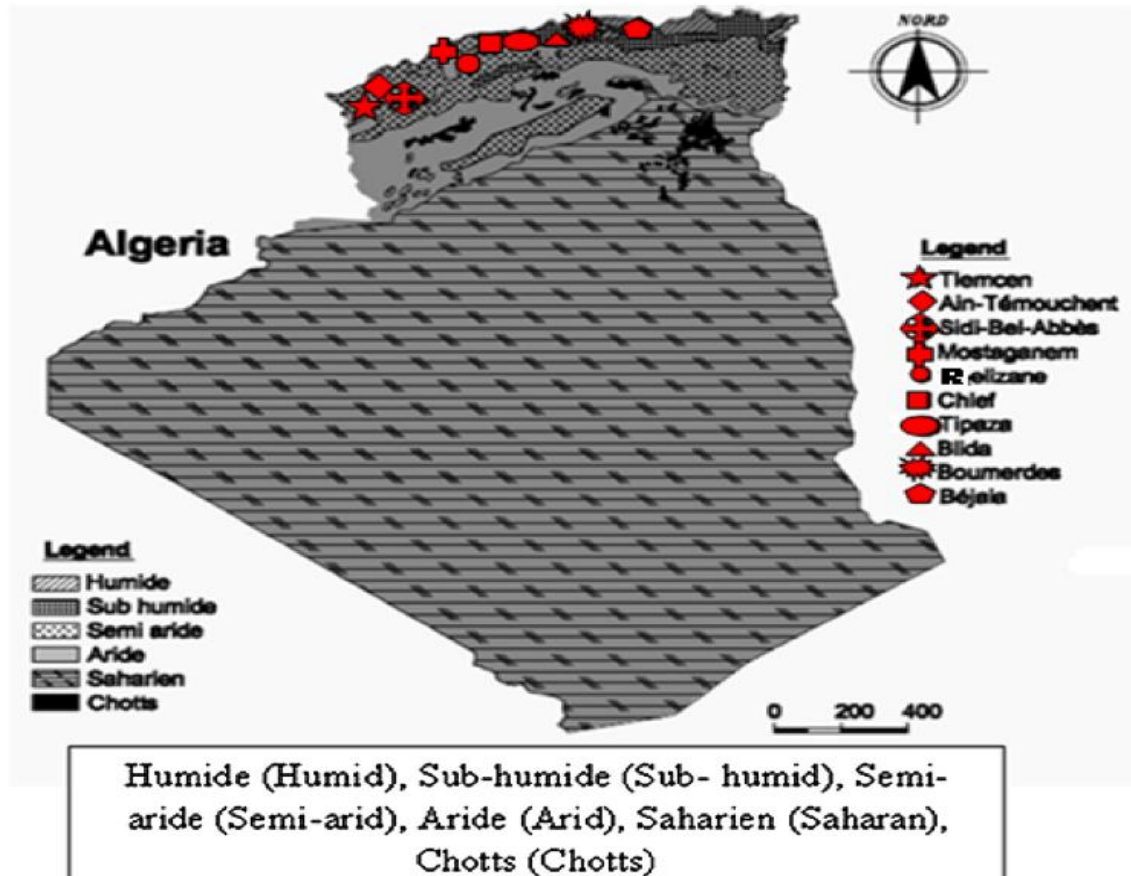 NORD
Algeria
Legend
Tlemcen
Ain-Témouchent
Sidi-Bel-Abbès
Mostaganem
Relizane
Chlef
Tipaza
Blida
Boumerdes
Béjaia
Legend
Humide
Sub humide
Semi aride
Aride
Saharien
Chotts
0 200 400
Humide (Humid), Sub-humide (Sub- humid), Semi-
aride (Semi-arid), Aride (Arid), Saharien (Saharan),
Chotts (Chotts)